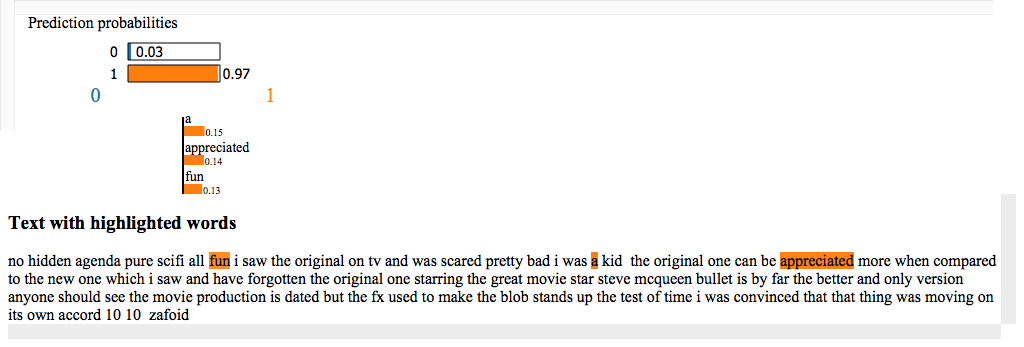 Prediction probabilities
0 0.03
1 0.97
0 1
a
0.15
appreciated
0.14
fun
0.13
Text with highlighted words
no hidden agenda pure scifi all fun i saw the original on tv and was scared pretty bad i was a kid the original one can be appreciated more when compared
to the new one which i saw and have forgotten the original one starring the great movie star steve mcqueen bullet is by far the better and only version
anyone should see the movie production is dated but the fx used to make the blob stands up the test of time i was convinced that that thing was moving on
its own accord 10 10 zafoid